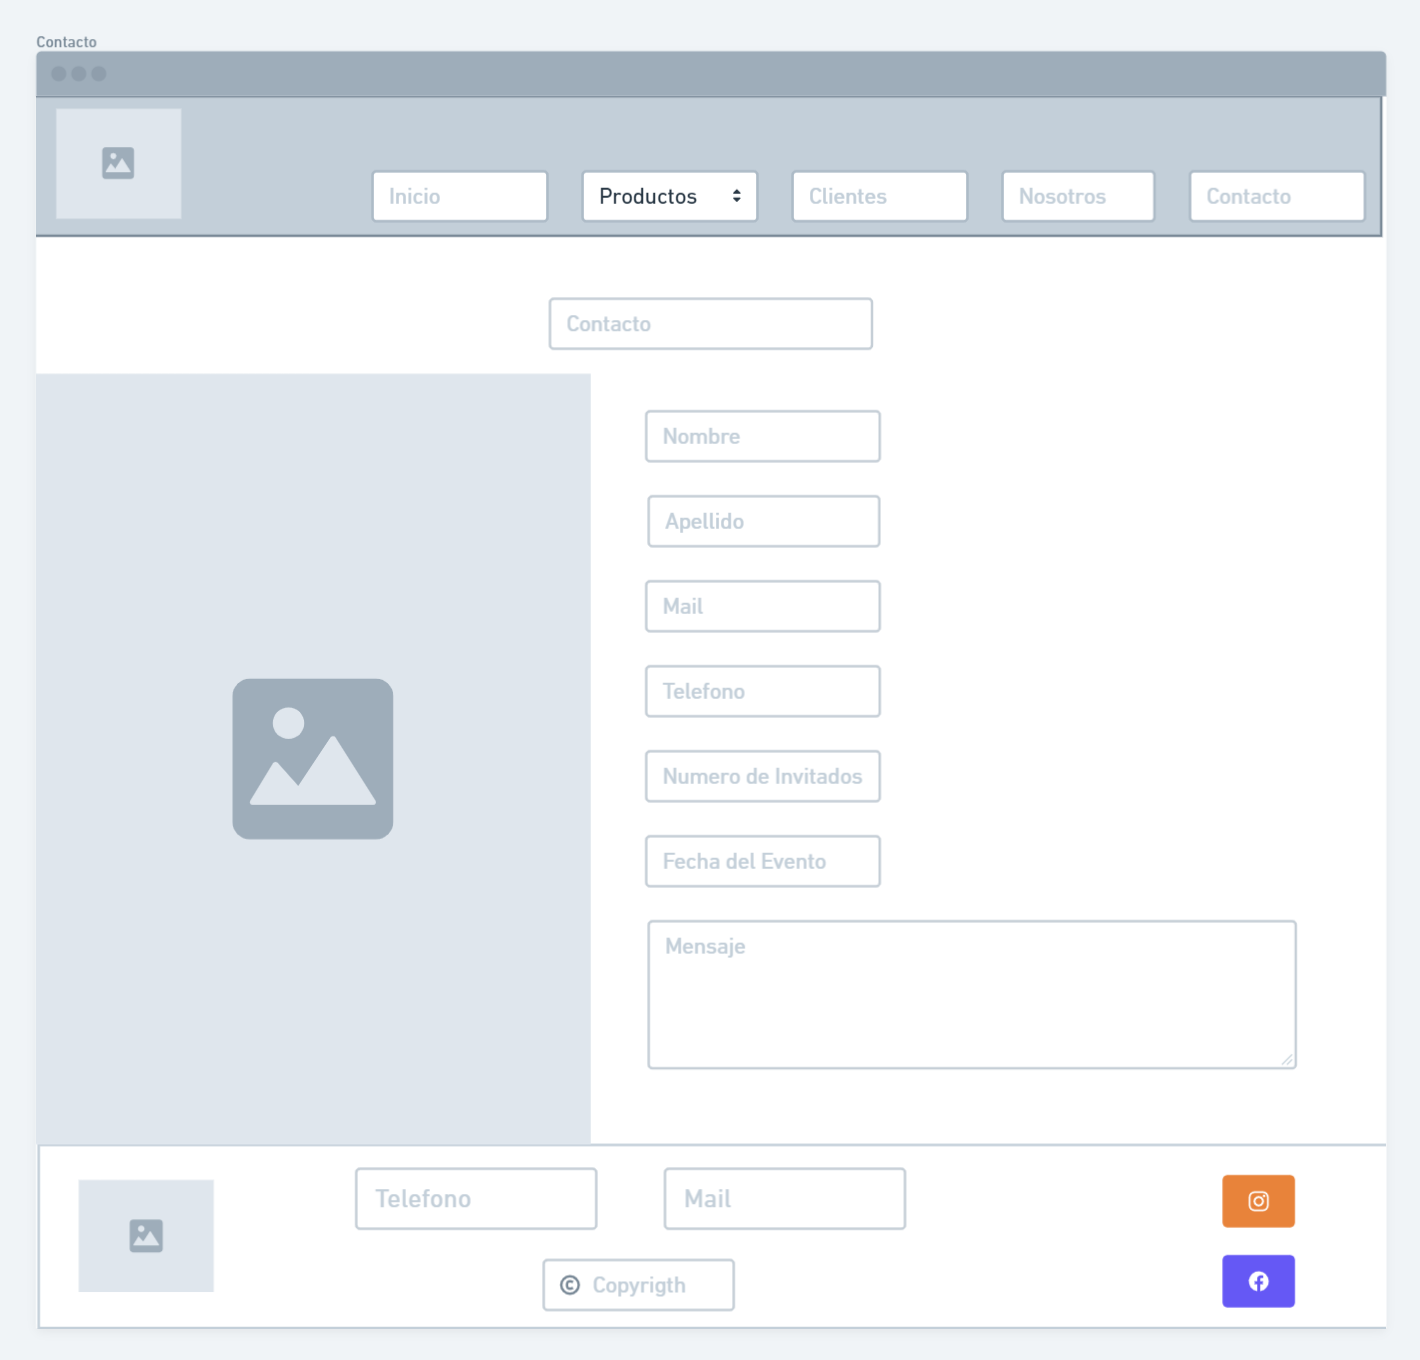 Contacto
Inicio
Productos
Clientes
Nosotros
Contacto
Contacto
Nombre
Apellido
Mail
Telefono
Numero de Invitados
Fecha del Evento
Mensaje
Telefono
Mail
© Copyrigth